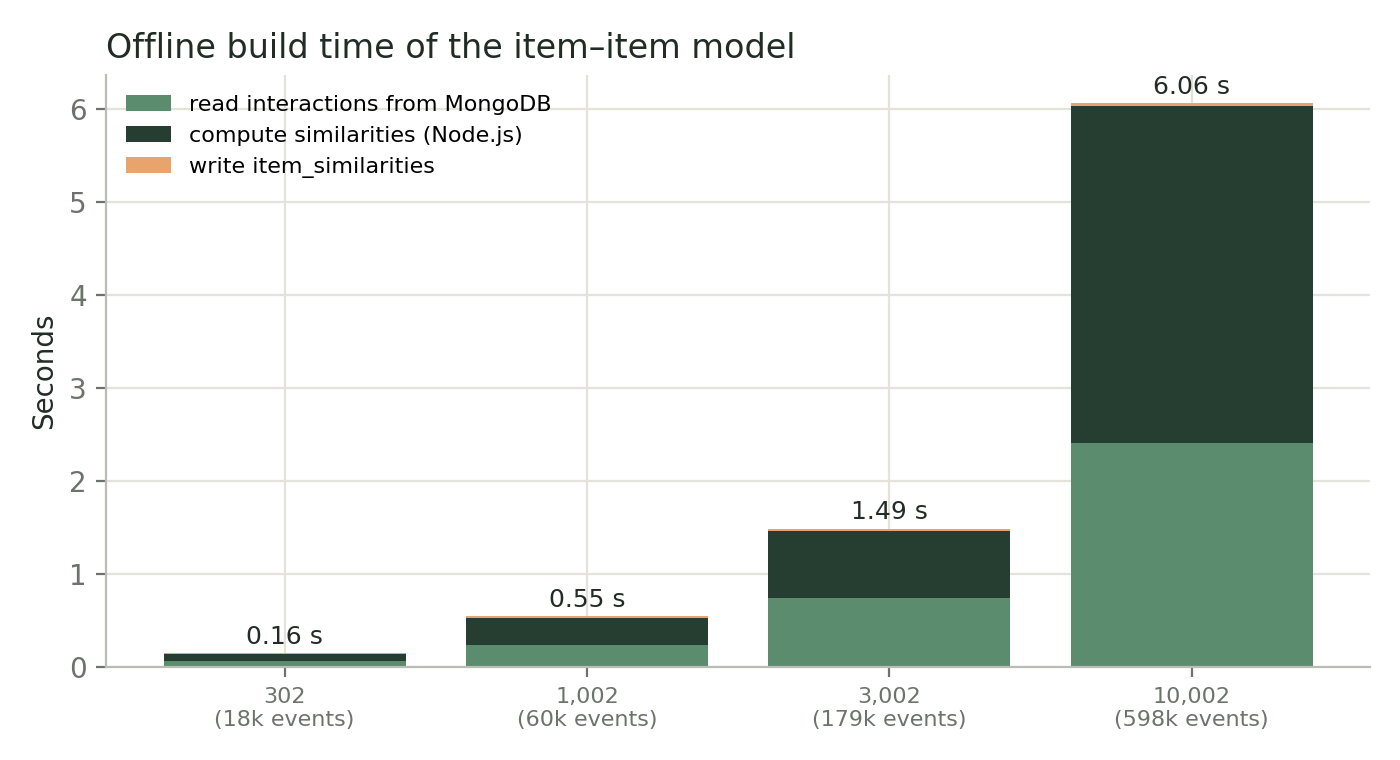 Offline build time of the item–item model
read interactions from MongoDB
compute similarities (Node.js)
write item_similarities
Seconds
6
5
4
3
2
1
0
0.16 s
0.55 s
1.49 s
6.06 s
302
(18k events)
1,002
(60k events)
3,002
(179k events)
10,002
(598k events)